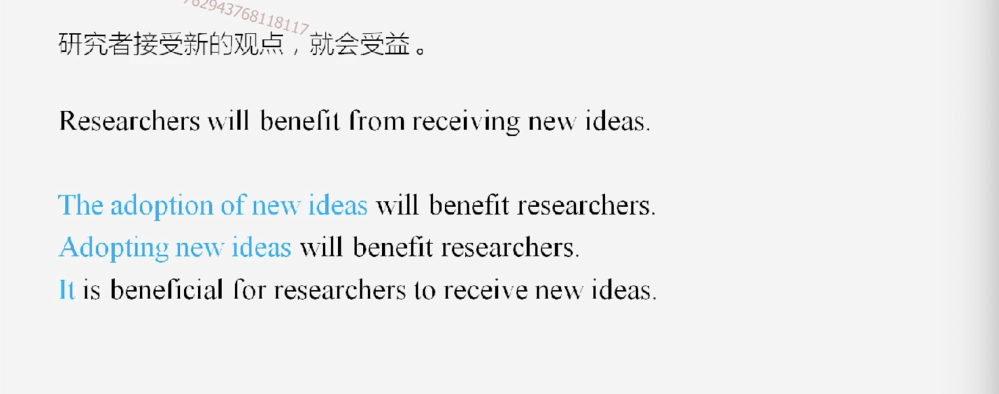 762943768118117
研究者接受新的观点，就会受益。
Researchers will benefit from receiving new ideas.
The adoption of new ideas will benefit researchers.
Adopting new ideas will benefit researchers.
It is beneficial for researchers to receive new ideas.